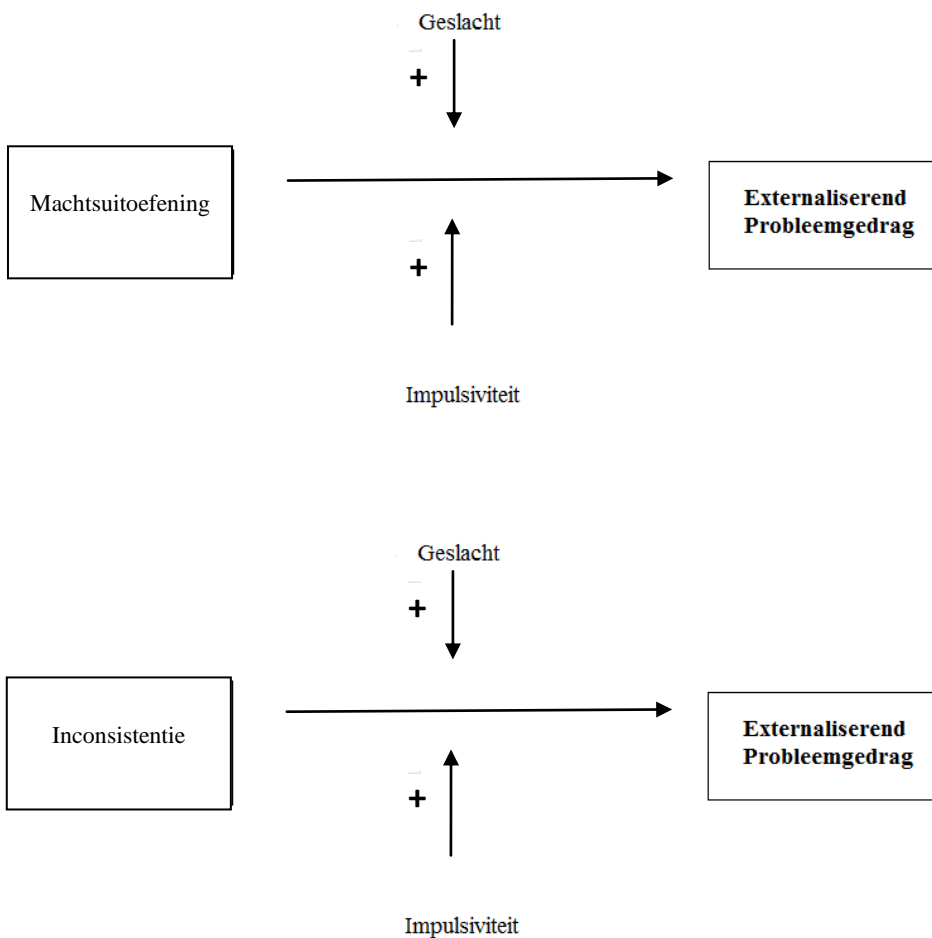 Geslacht
+
Machtsuitoefening
Externaliserend
Probleemgedrag
+
Impulsiviteit
Geslacht
+
Inconsistentie
Externaliserend
Probleemgedrag
+
Impulsiviteit